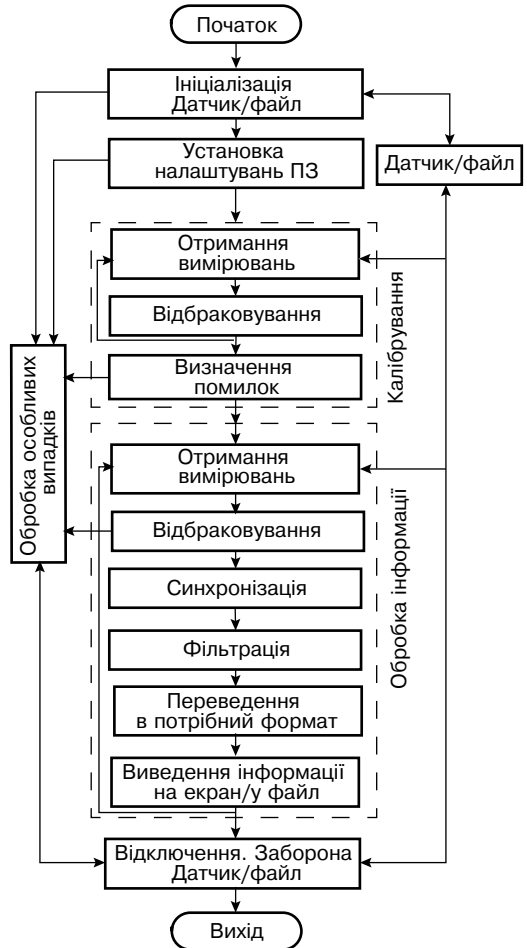 Початок
Ініціалізація
Датчик/файл
Установка
налаштувань ПЗ
Датчик/файл
Отримання
вимірювань
Відбраковування
Визначення
помилок
Калібрування
Обробка особливих
випадків
Отримання
вимірювань
Відбраковування
Синхронізація
Фільтрація
Переведення
в потрібний формат
Виведення інформації
на екран/у файл
Обробка інформації
Відключення. Заборона
Датчик/файл
Вихід